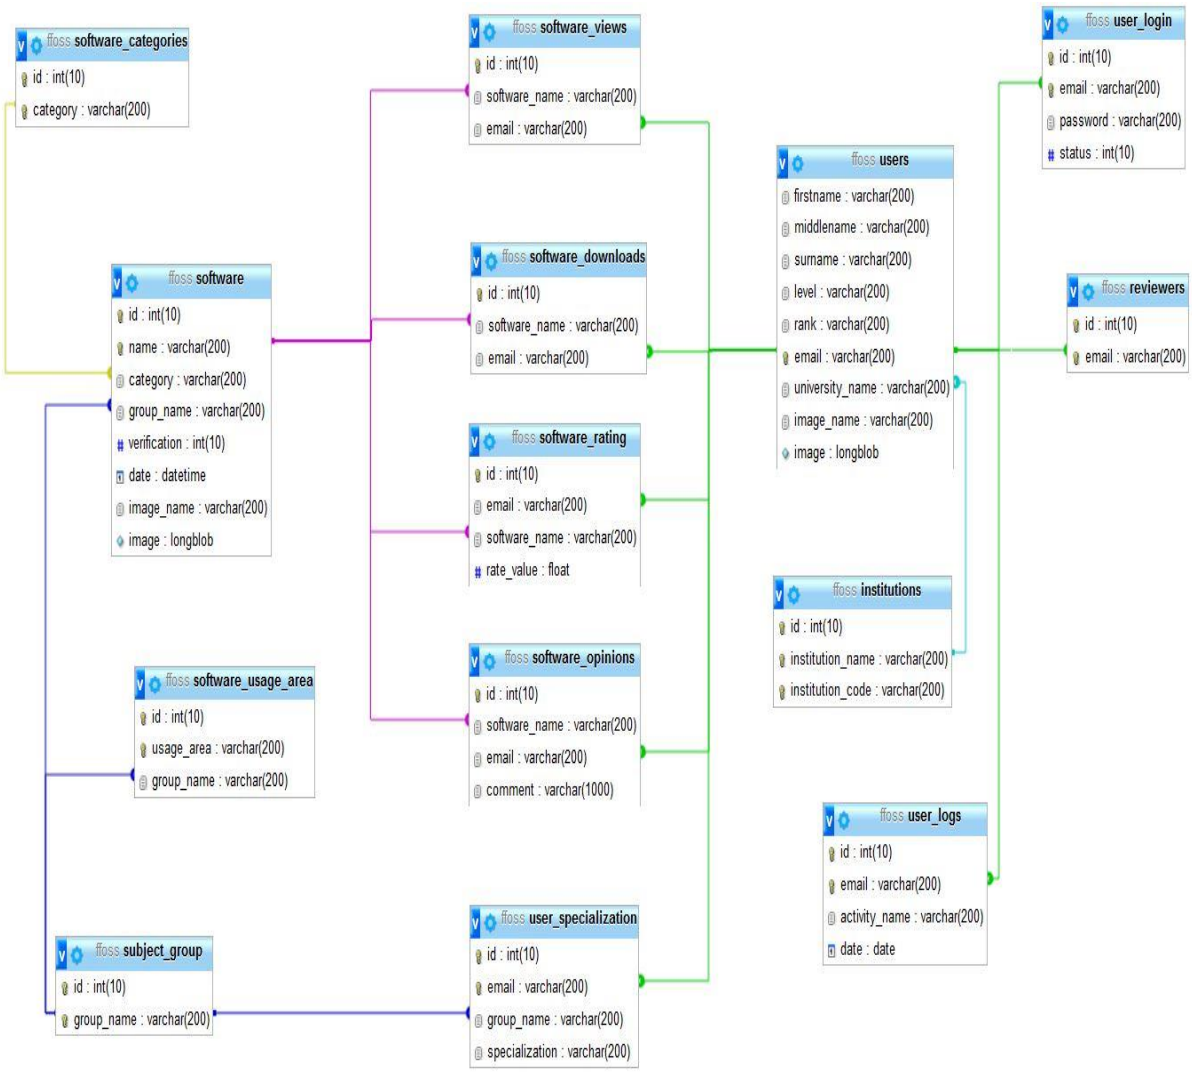 ffoss software_categories
id : int(10)
category : varchar(200)
ffoss software
id : int(10)
name : varchar(200)
category : varchar(200)
group_name : varchar(200)
# verification : int(10)
date : datetime
image_name : varchar(200)
image : longblob
ffoss software_usage_area
id : int(10)
usage_area : varchar(200)
group_name : varchar(200)
ffoss subject_group
id : int(10)
group_name : varchar(200)
ffoss software_views
id : int(10)
software_name : varchar(200)
email : varchar(200)
ffoss software_downloads
id : int(10)
software_name : varchar(200)
email : varchar(200)
ffoss software_rating
id : int(10)
email : varchar(200)
software_name : varchar(200)
# rate_value : float
ffoss software_opinions
id : int(10)
software_name : varchar(200)
email : varchar(200)
comment : varchar(1000)
ffoss user_specialization
id : int(10)
email : varchar(200)
group_name : varchar(200)
specialization : varchar(200)
ffoss users
firstname : varchar(200)
middlename : varchar(200)
surname : varchar(200)
level : varchar(200)
rank : varchar(200)
email : varchar(200)
university_name : varchar(200)
image_name : varchar(200)
image : longblob
ffoss institutions
id : int(10)
institution_name : varchar(200)
institution_code : varchar(200)
ffoss user_login
id : int(10)
email : varchar(200)
password : varchar(200)
# status : int(10)
ffoss reviewers
id : int(10)
email : varchar(200)
ffoss user_logs
id : int(10)
email : varchar(200)
activity_name : varchar(200)
date : date